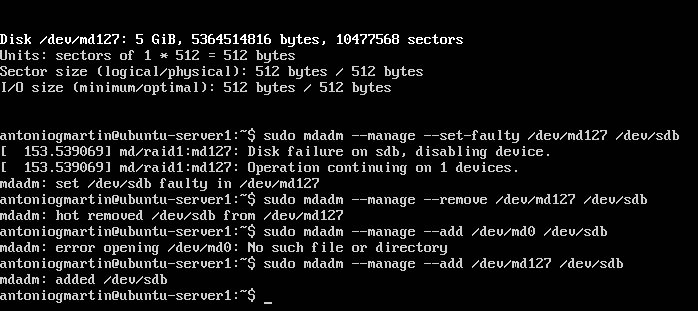 Disk /dev/md127: 5 GiB, 5364514816 bytes, 10477568 sectors
Units: sectors of 1 * 512 = 512 bytes
Sector size (logical/physical): 512 bytes / 512 bytes
I/O size (minimum/optimal): 512 bytes / 512 bytes
antoniogmartin@ubuntu-server1:~$ sudo mdadm --manage --set-faulty /dev/md127 /dev/sdb
[  153.539069] md/raid1:md127: Disk failure on sdb, disabling device.
[  153.539069] md/raid1:md127: Operation continuing on 1 devices.
mdadm: set /dev/sdb faulty in /dev/md127
antoniogmartin@ubuntu-server1:~$ sudo mdadm --manage --remove /dev/md127 /dev/sdb
mdadm: hot removed /dev/sdb from /dev/md127
antoniogmartin@ubuntu-server1:~$ sudo mdadm --manage --add /dev/md0 /dev/sdb
mdadm: error opening /dev/md0: No such file or directory
antoniogmartin@ubuntu-server1:~$ sudo mdadm --manage --add /dev/md127 /dev/sdb
mdadm: added /dev/sdb
antoniogmartin@ubuntu-server1:~$ _